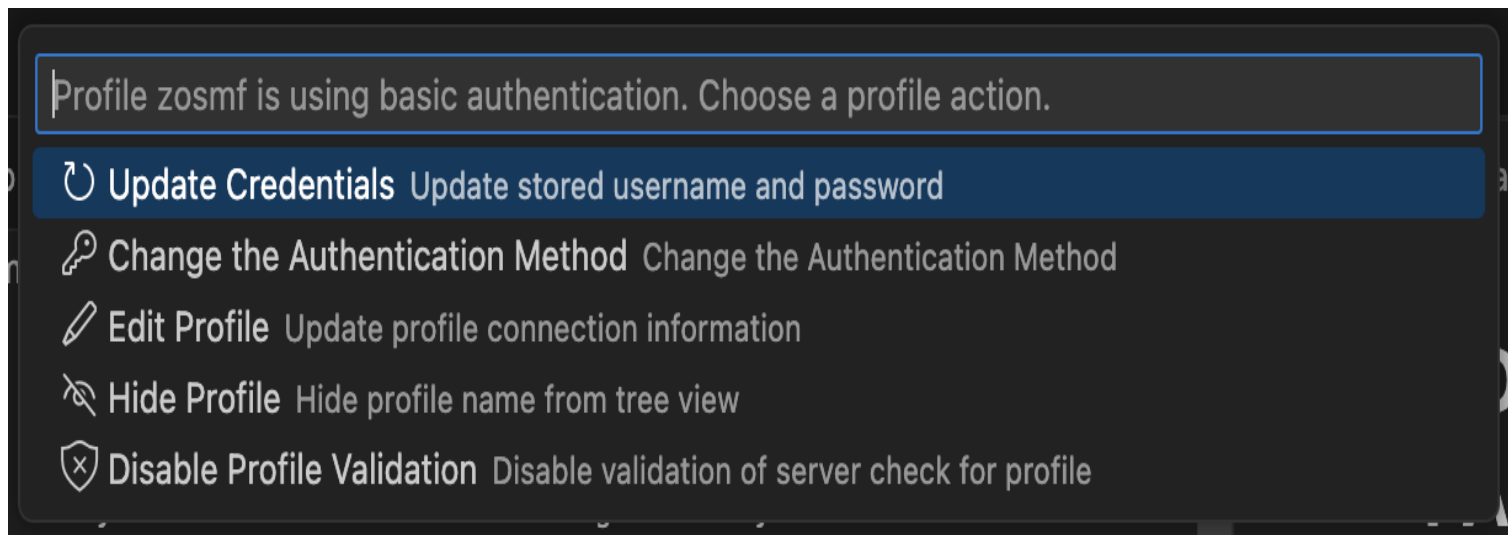 Profile zosmf is using basic authentication. Choose a profile action.
Update Credentials Update stored username and password
Change the Authentication Method Change the Authentication Method
Edit Profile Update profile connection information
Hide Profile Hide profile name from tree view
Disable Profile Validation Disable validation of server check for profile